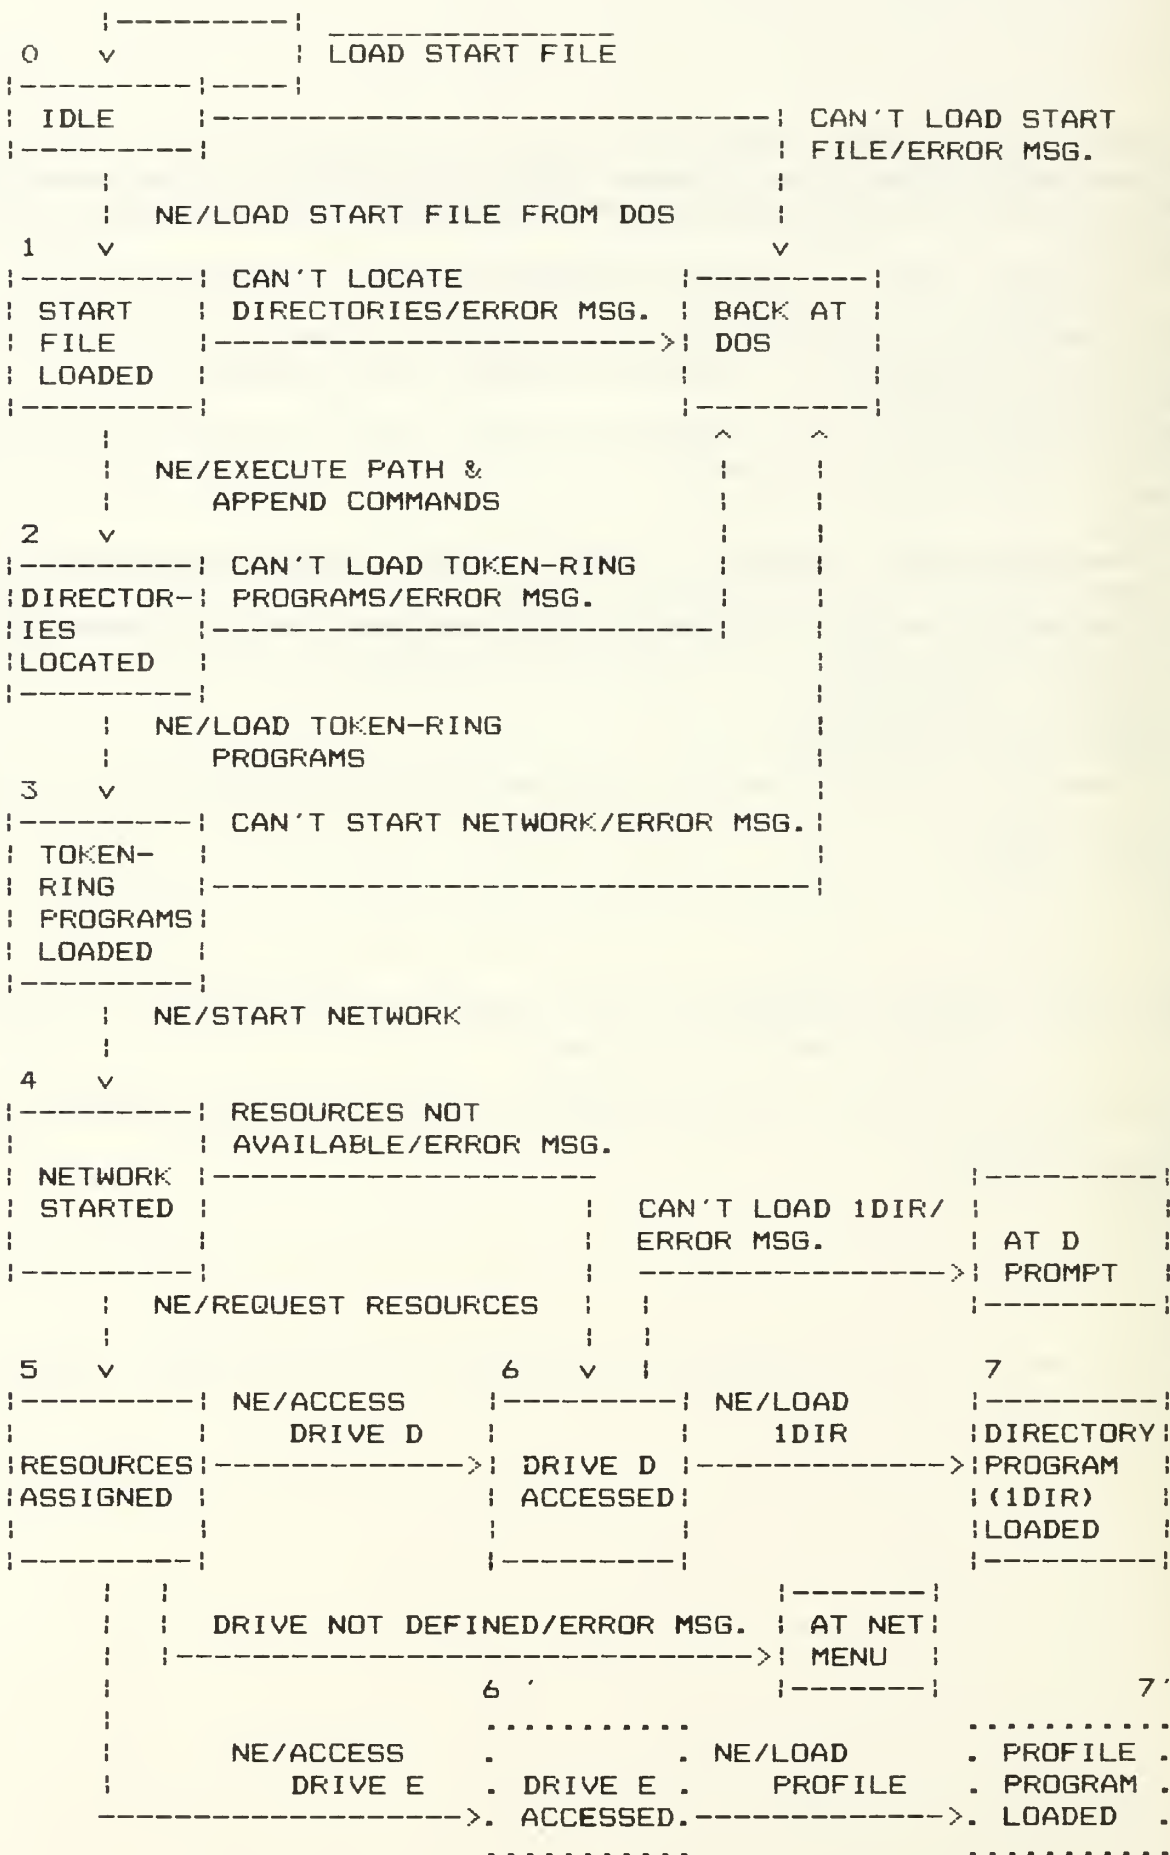 LOAD START FILE
0
IDLE
CAN'T LOAD START
FILE/ERROR MSG.
NE/LOAD START FILE FROM DOS
1
START
FILE
LOADED
CAN'T LOCATE
DIRECTORIES/ERROR MSG.
BACK AT
DOS
NE/EXECUTE PATH &
APPEND COMMANDS
2
DIRECTOR-
IES
LOCATED
CAN'T LOAD TOKEN-RING
PROGRAMS/ERROR MSG.
NE/LOAD TOKEN-RING
PROGRAMS
3
TOKEN-
RING
PROGRAMS
LOADED
CAN'T START NETWORK/ERROR MSG.
NE/START NETWORK
4
NETWORK
STARTED
RESOURCES NOT
AVAILABLE/ERROR MSG.
CAN'T LOAD 1DIR/
ERROR MSG.
AT D
PROMPT
NE/REQUEST RESOURCES
5
RESOURCES
ASSIGNED
NE/ACCESS
DRIVE D
6
DRIVE D
ACCESSED
NE/LOAD
1DIR
7
DIRECTORY
PROGRAM
(1DIR)
LOADED
DRIVE NOT DEFINED/ERROR MSG.
AT NET
MENU
NE/ACCESS
DRIVE E
6 '
DRIVE E
ACCESSED
NE/LOAD
PROFILE
7'
PROFILE
PROGRAM
LOADED